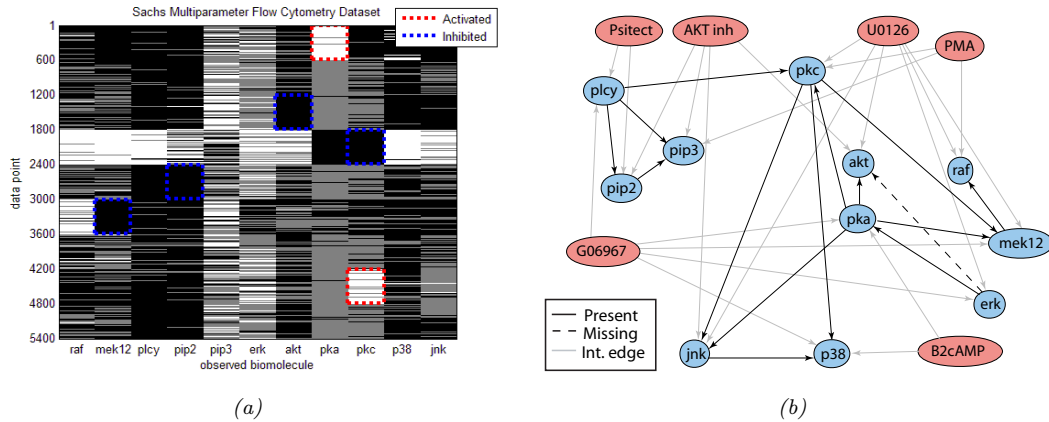 Sachs Multiparameter Flow Cytometry Dataset
Activated
Inhibited
data point
1
600
1200
1800
2400
3000
3600
4200
4800
5400
raf mek12 plcy pip2 pip3 erk akt pka pkc p38 jnk
observed biomolecule
(a)
Psitect AKT inh U0126 PMA
pkc
plcy
pip3
akt
raf
pip2
pka
G06967
mek12
erk
Present
Missing
Int. edge
jnk p38 B2cAMP
(b)